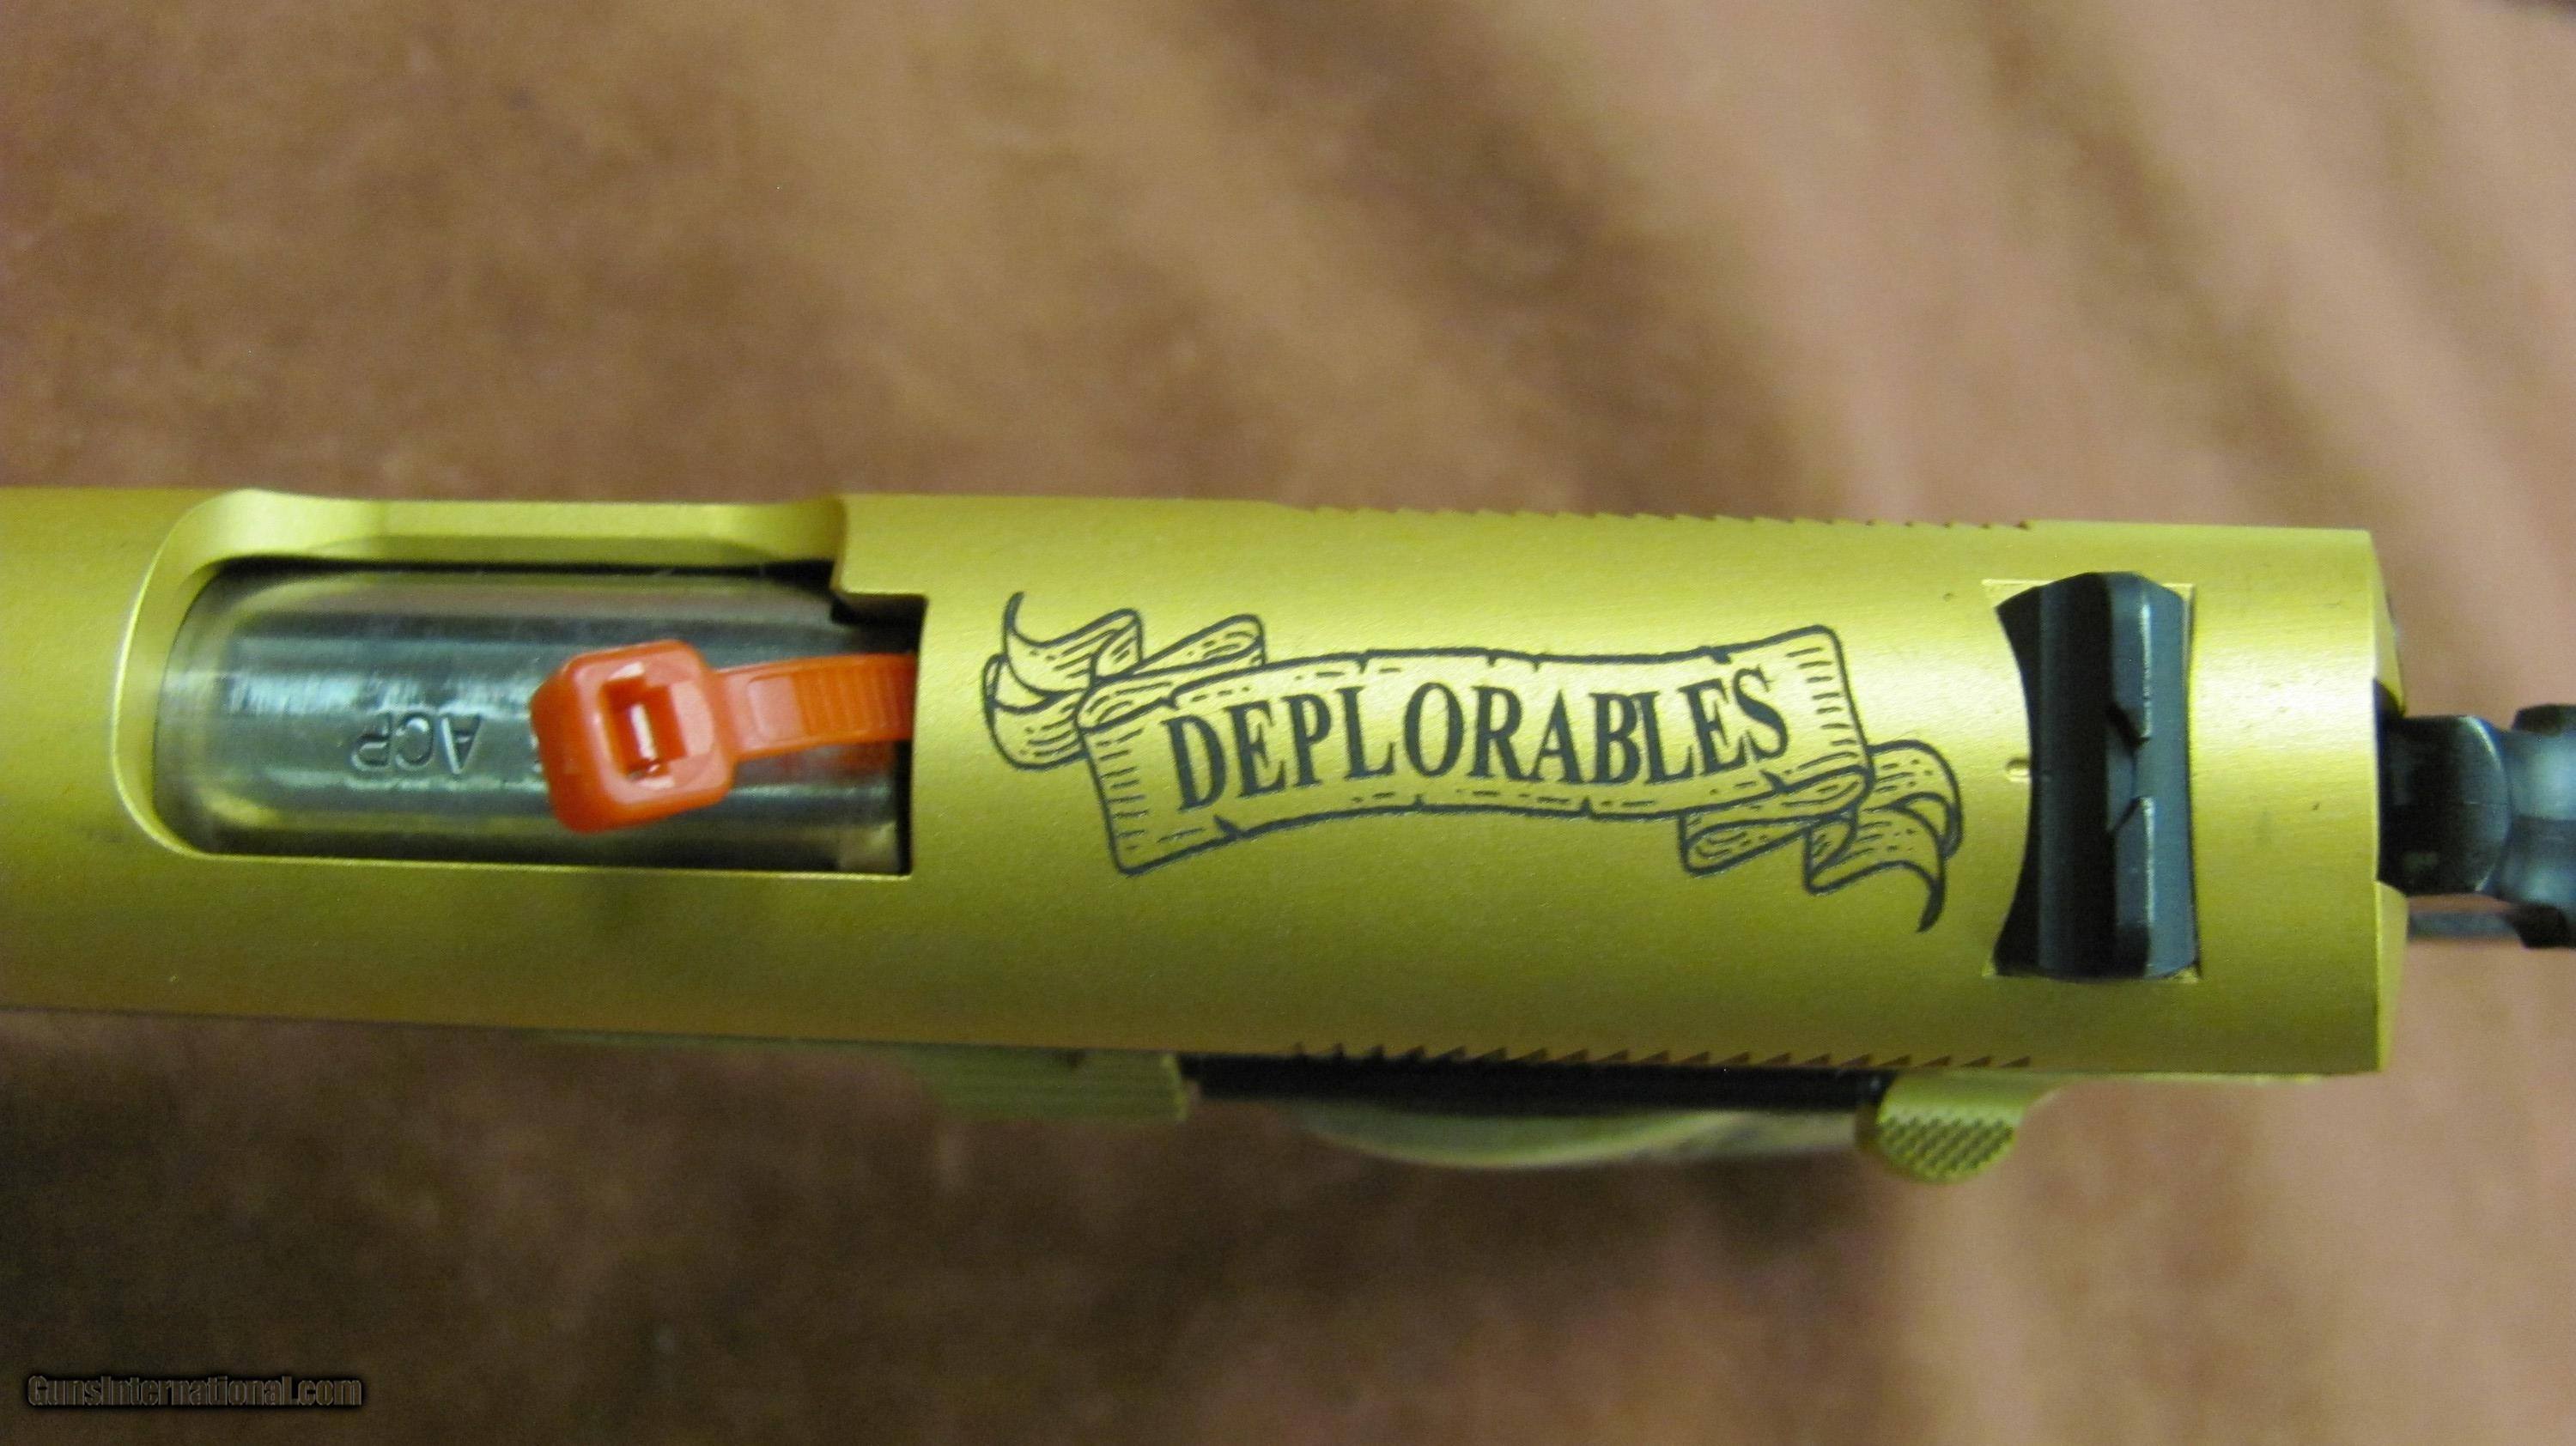 ACP
DEPLORABLES
GunsInternational.com